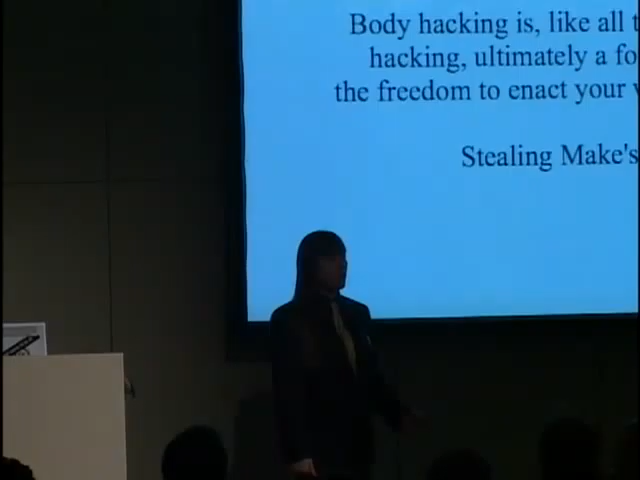 Body hacking is, like all
hacking, ultimately a
the freedom to enact your
Stealing Make's